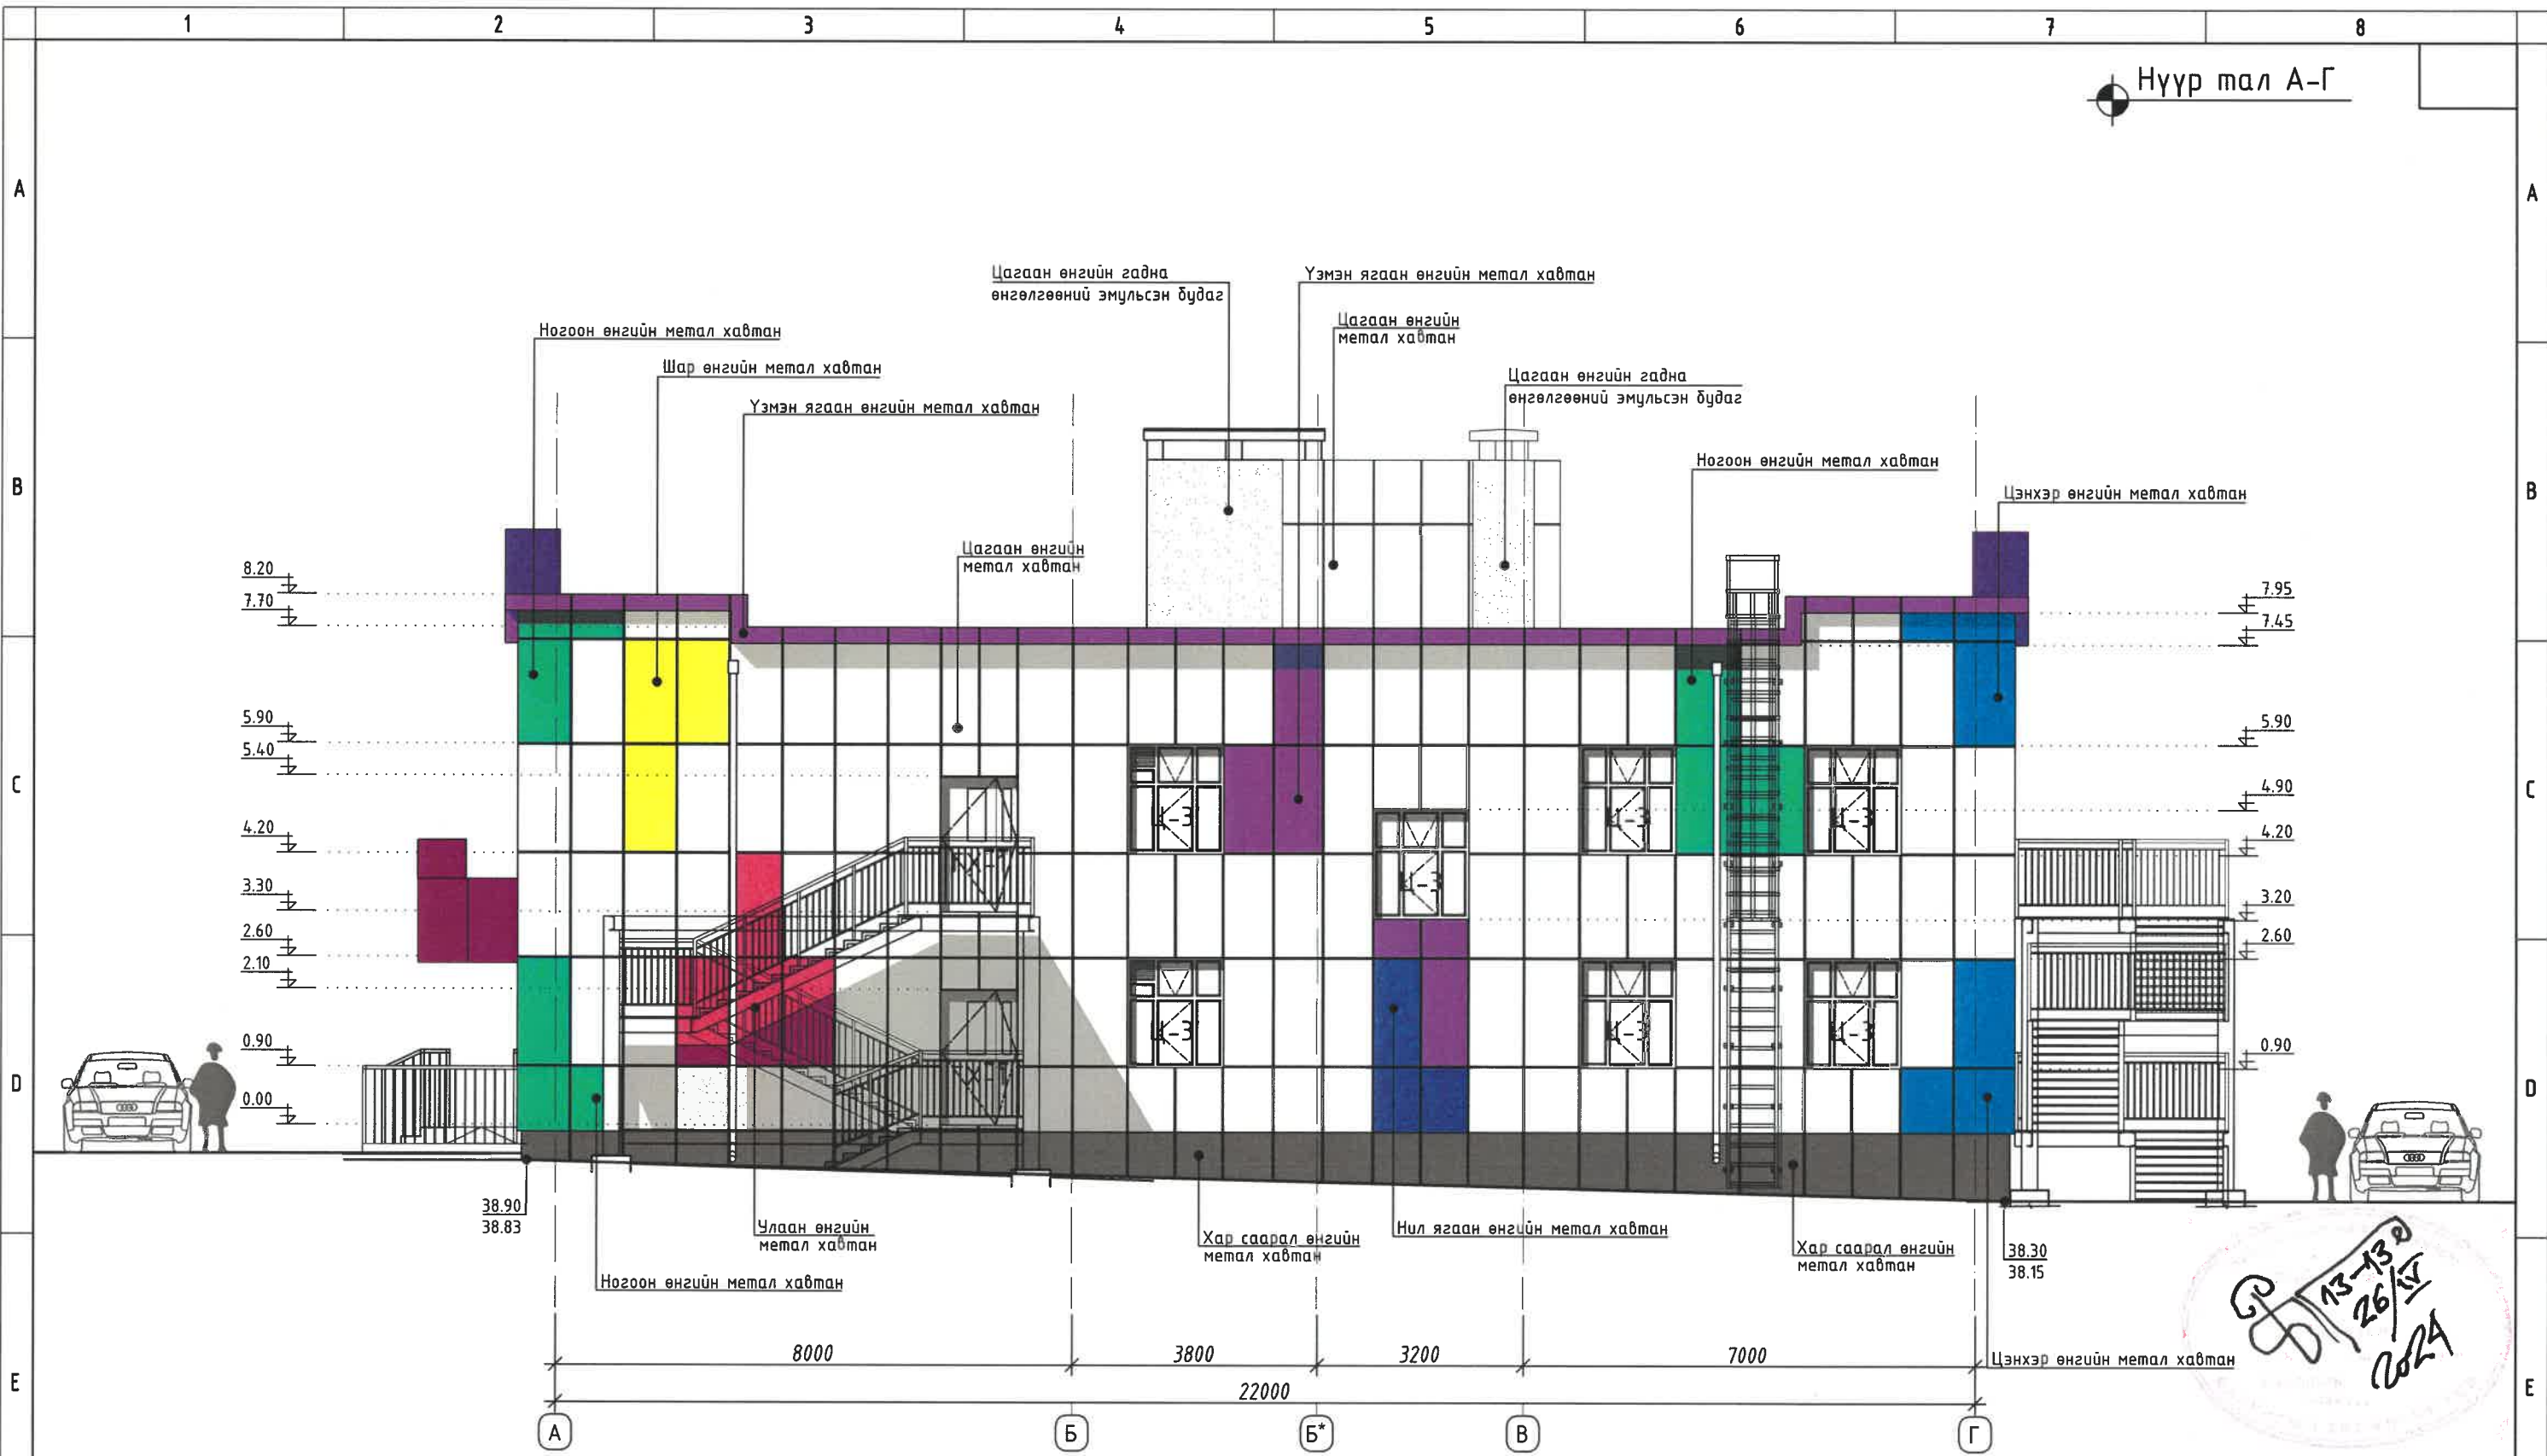 1 2 3 4 5 6 7 8
Нүүр тал А-Г
A A
B B
C C
D D
E E
Цагаан өнгийн гадна
өнгөлгөөний эмульсэн будаг
Үзмэн ягаан өнгийн метал хавтан
Цагаан өнгийн
метал хавтан
Ногоон өнгийн метал хавтан
Шар өнгийн метал хавтан
Цагаан өнгийн гадна
өнгөлгөөний эмульсэн будаг
Үзмэн ягаан өнгийн метал хавтан
Ногоон өнгийн метал хавтан
Цэнхэр өнгийн метал хавтан
Цагаан өнгийн
метал хавтан
8.20
7.70
5.90
5.40
4.20
3.30
2.60
2.10
0.90
0.00
7.95
7.45
5.90
4.90
4.20
3.20
2.60
0.90
38.90
38.83
Улаан өнгийн
метал хавтан
Ногоон өнгийн метал хавтан
Хар саарал өнгийн
метал хавтан
Нил ягаан өнгийн метал хавтан
Хар саарал өнгийн
метал хавтан
38.30
38.15
Цэнхэр өнгийн метал хавтан
13-13
26/IV
2024
8000 3800 3200 7000
22000
А Б Б* В Г